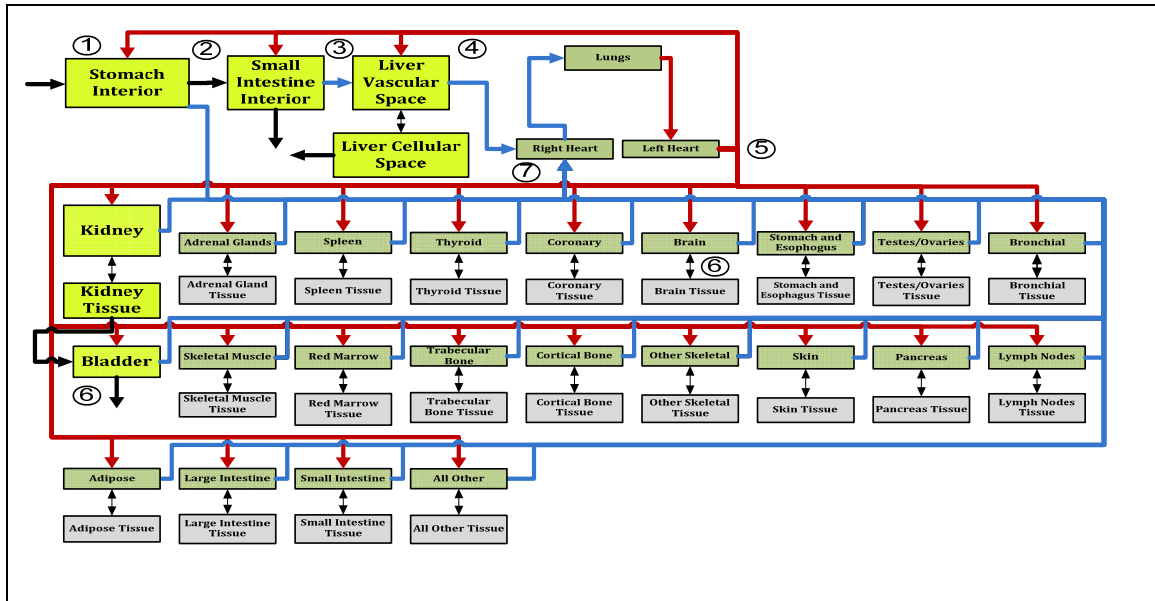 ①
②
③
④
Stomach
Interior
Small
Intestine
Interior
Liver
Vascular
Space
Lungs
Liver Cellular
Space
Right Heart
Left Heart
⑤
⑦
Kidney
Adrenal Glands
Spleen
Thyroid
Coronary
Brain
Stomach and
Esophogus
Testes/Ovaries
Bronchial
⑥
Kidney
Tissue
Adrenal Gland
Tissue
Spleen Tissue
Thyroid Tissue
Coronary
Tissue
Brain Tissue
Stomach and
Esophagus Tissue
Testes/Ovaries
Tissue
Bronchial
Tissue
Bladder
Skeletal Muscle
Red Marrow
Trabecular
Bone
Cortical Bone
Other Skeletal
Skin
Pancreas
Lymph Nodes
⑥
Skeletal Muscle
Tissue
Red Marrow
Tissue
Trabecular
Bone Tissue
Cortical Bone
Tissue
Other Skeletal
Tissue
Skin Tissue
Pancreas Tissue
Lymph Nodes
Tissue
Adipose
Large Intestine
Small Intestine
All Other
Adipose Tissue
Large Intestine
Tissue
Small Intestine
Tissue
All Other Tissue